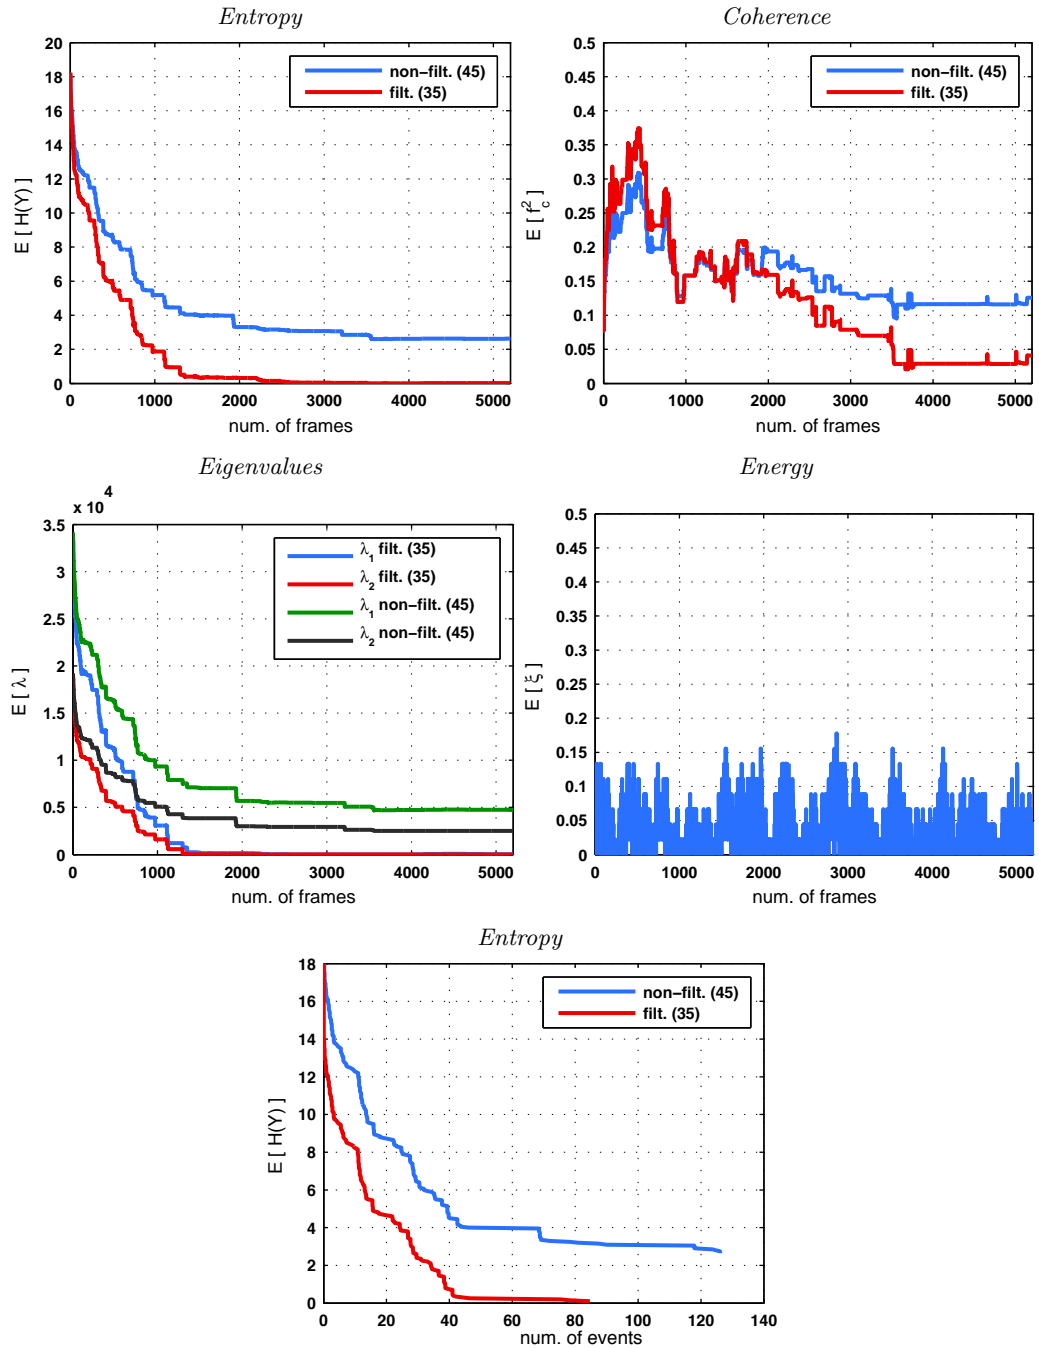 Entropy
20
18
16
14
12
10
8
6
4
2
0
E [ H(Y) ]
non−filt. (45)
filt. (35)
0 1000 2000 3000 4000 5000
num. of frames
Coherence
0.5
0.45
0.4
0.35
0.3
0.25
0.2
0.15
0.1
0.05
0
E [ f_c^2 ]
non−filt. (45)
filt. (35)
0 1000 2000 3000 4000 5000
num. of frames
Eigenvalues
x 10^4
3.5
3
2.5
2
1.5
1
0.5
0
E [ λ ]
λ_1 filt. (35)
λ_2 filt. (35)
λ_1 non−filt. (45)
λ_2 non−filt. (45)
0 1000 2000 3000 4000 5000
num. of frames
Energy
0.5
0.45
0.4
0.35
0.3
0.25
0.2
0.15
0.1
0.05
0
E [ ξ ]
0 1000 2000 3000 4000 5000
num. of frames
Entropy
18
16
14
12
10
8
6
4
2
0
E [ H(Y) ]
non−filt. (45)
filt. (35)
0 20 40 60 80 100 120 140
num. of events